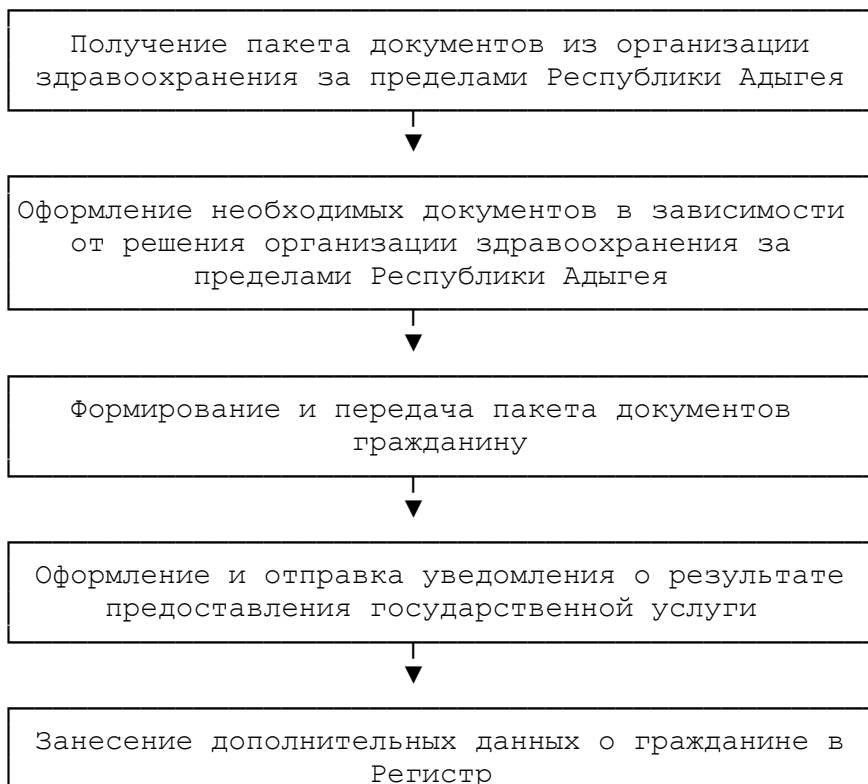 Получение пакета документов из организации
здравоохранения за пределами Республики Адыгея
Оформление необходимых документов в зависимости
от решения организации здравоохранения за
пределами Республики Адыгея
Формирование и передача пакета документов
гражданину
Оформление и отправка уведомления о результате
предоставления государственной услуги
Занесение дополнительных данных о гражданине в
Регистр